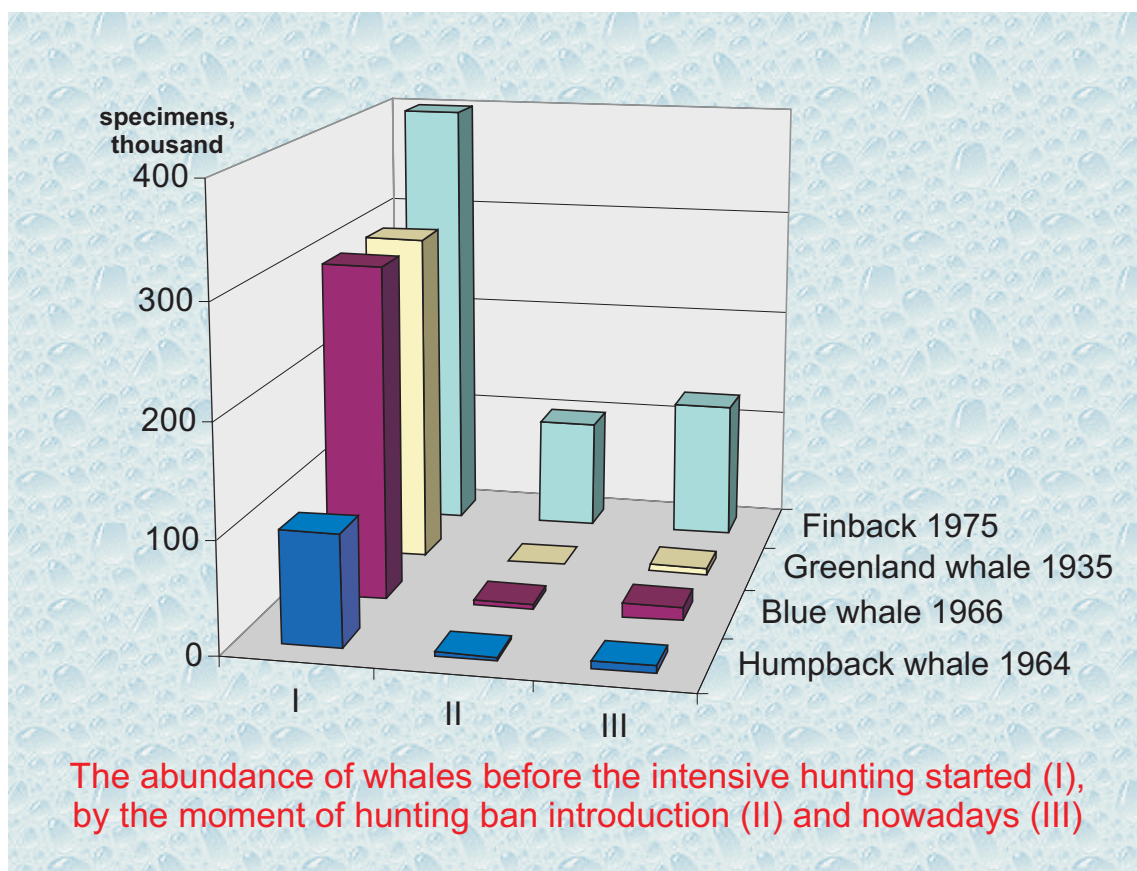 specimens,
thousand
400
300
200
100
0
I
II
III
Finback 1975
Greenland whale 1935
Blue whale 1966
Humpback whale 1964
The abundance of whales before the intensive hunting started (I),
by the moment of hunting ban introduction (II) and nowadays (III)